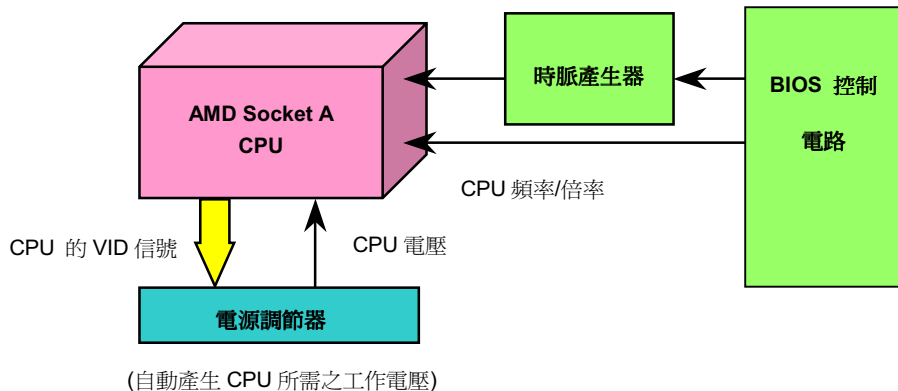 時脈產生器
BIOS 控制
電路
AMD Socket A
CPU
CPU 頻率/倍率
CPU 的 VID 信號
CPU 電壓
電源調節器
(自動產生 CPU 所需之工作電壓)